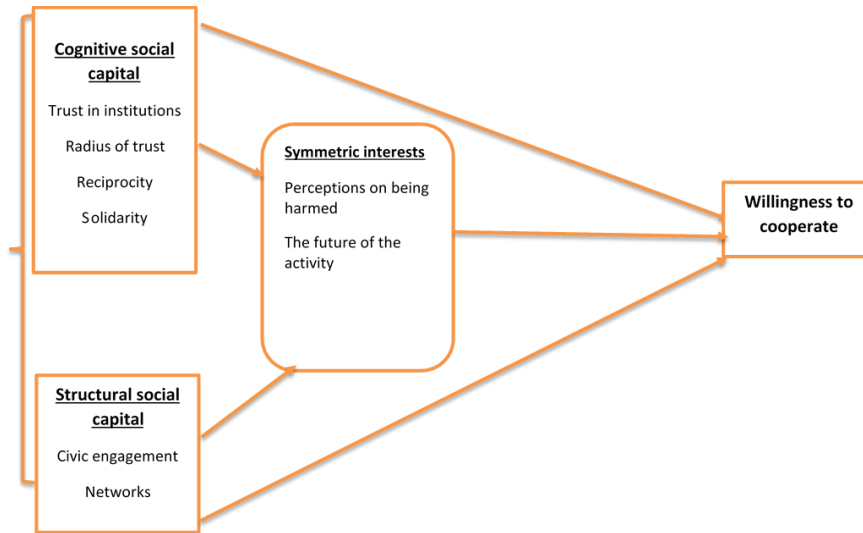 Cognitive social
capital
Trust in institutions
Radius of trust
Reciprocity
Solidarity
Symmetric interests
Perceptions on being
harmed
The future of the
activity
Willingness to
cooperate
Structural social
capital
Civic engagement
Networks